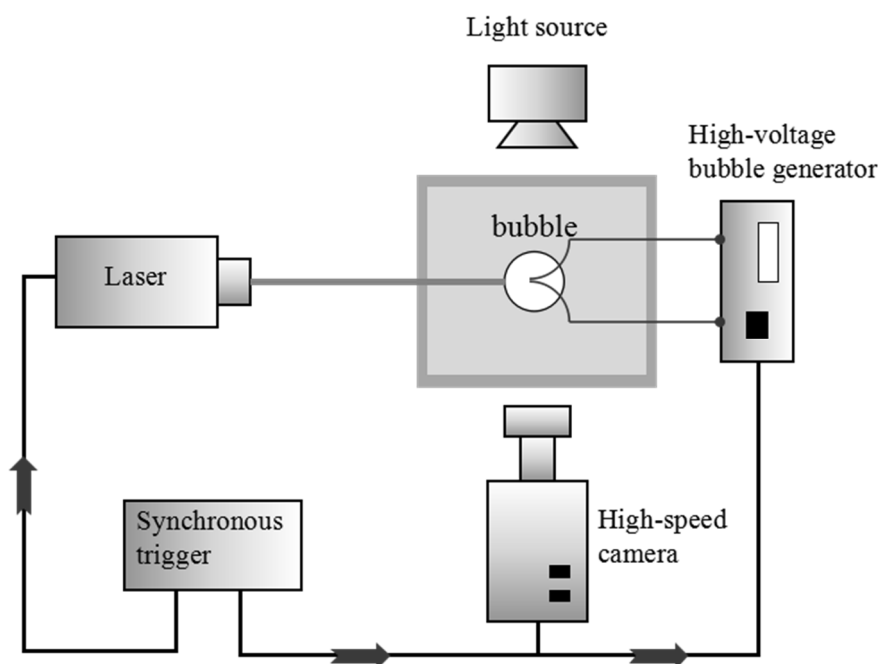 Light source
High-voltage
bubble generator
bubble
Laser
Synchronous
trigger
High-speed
camera